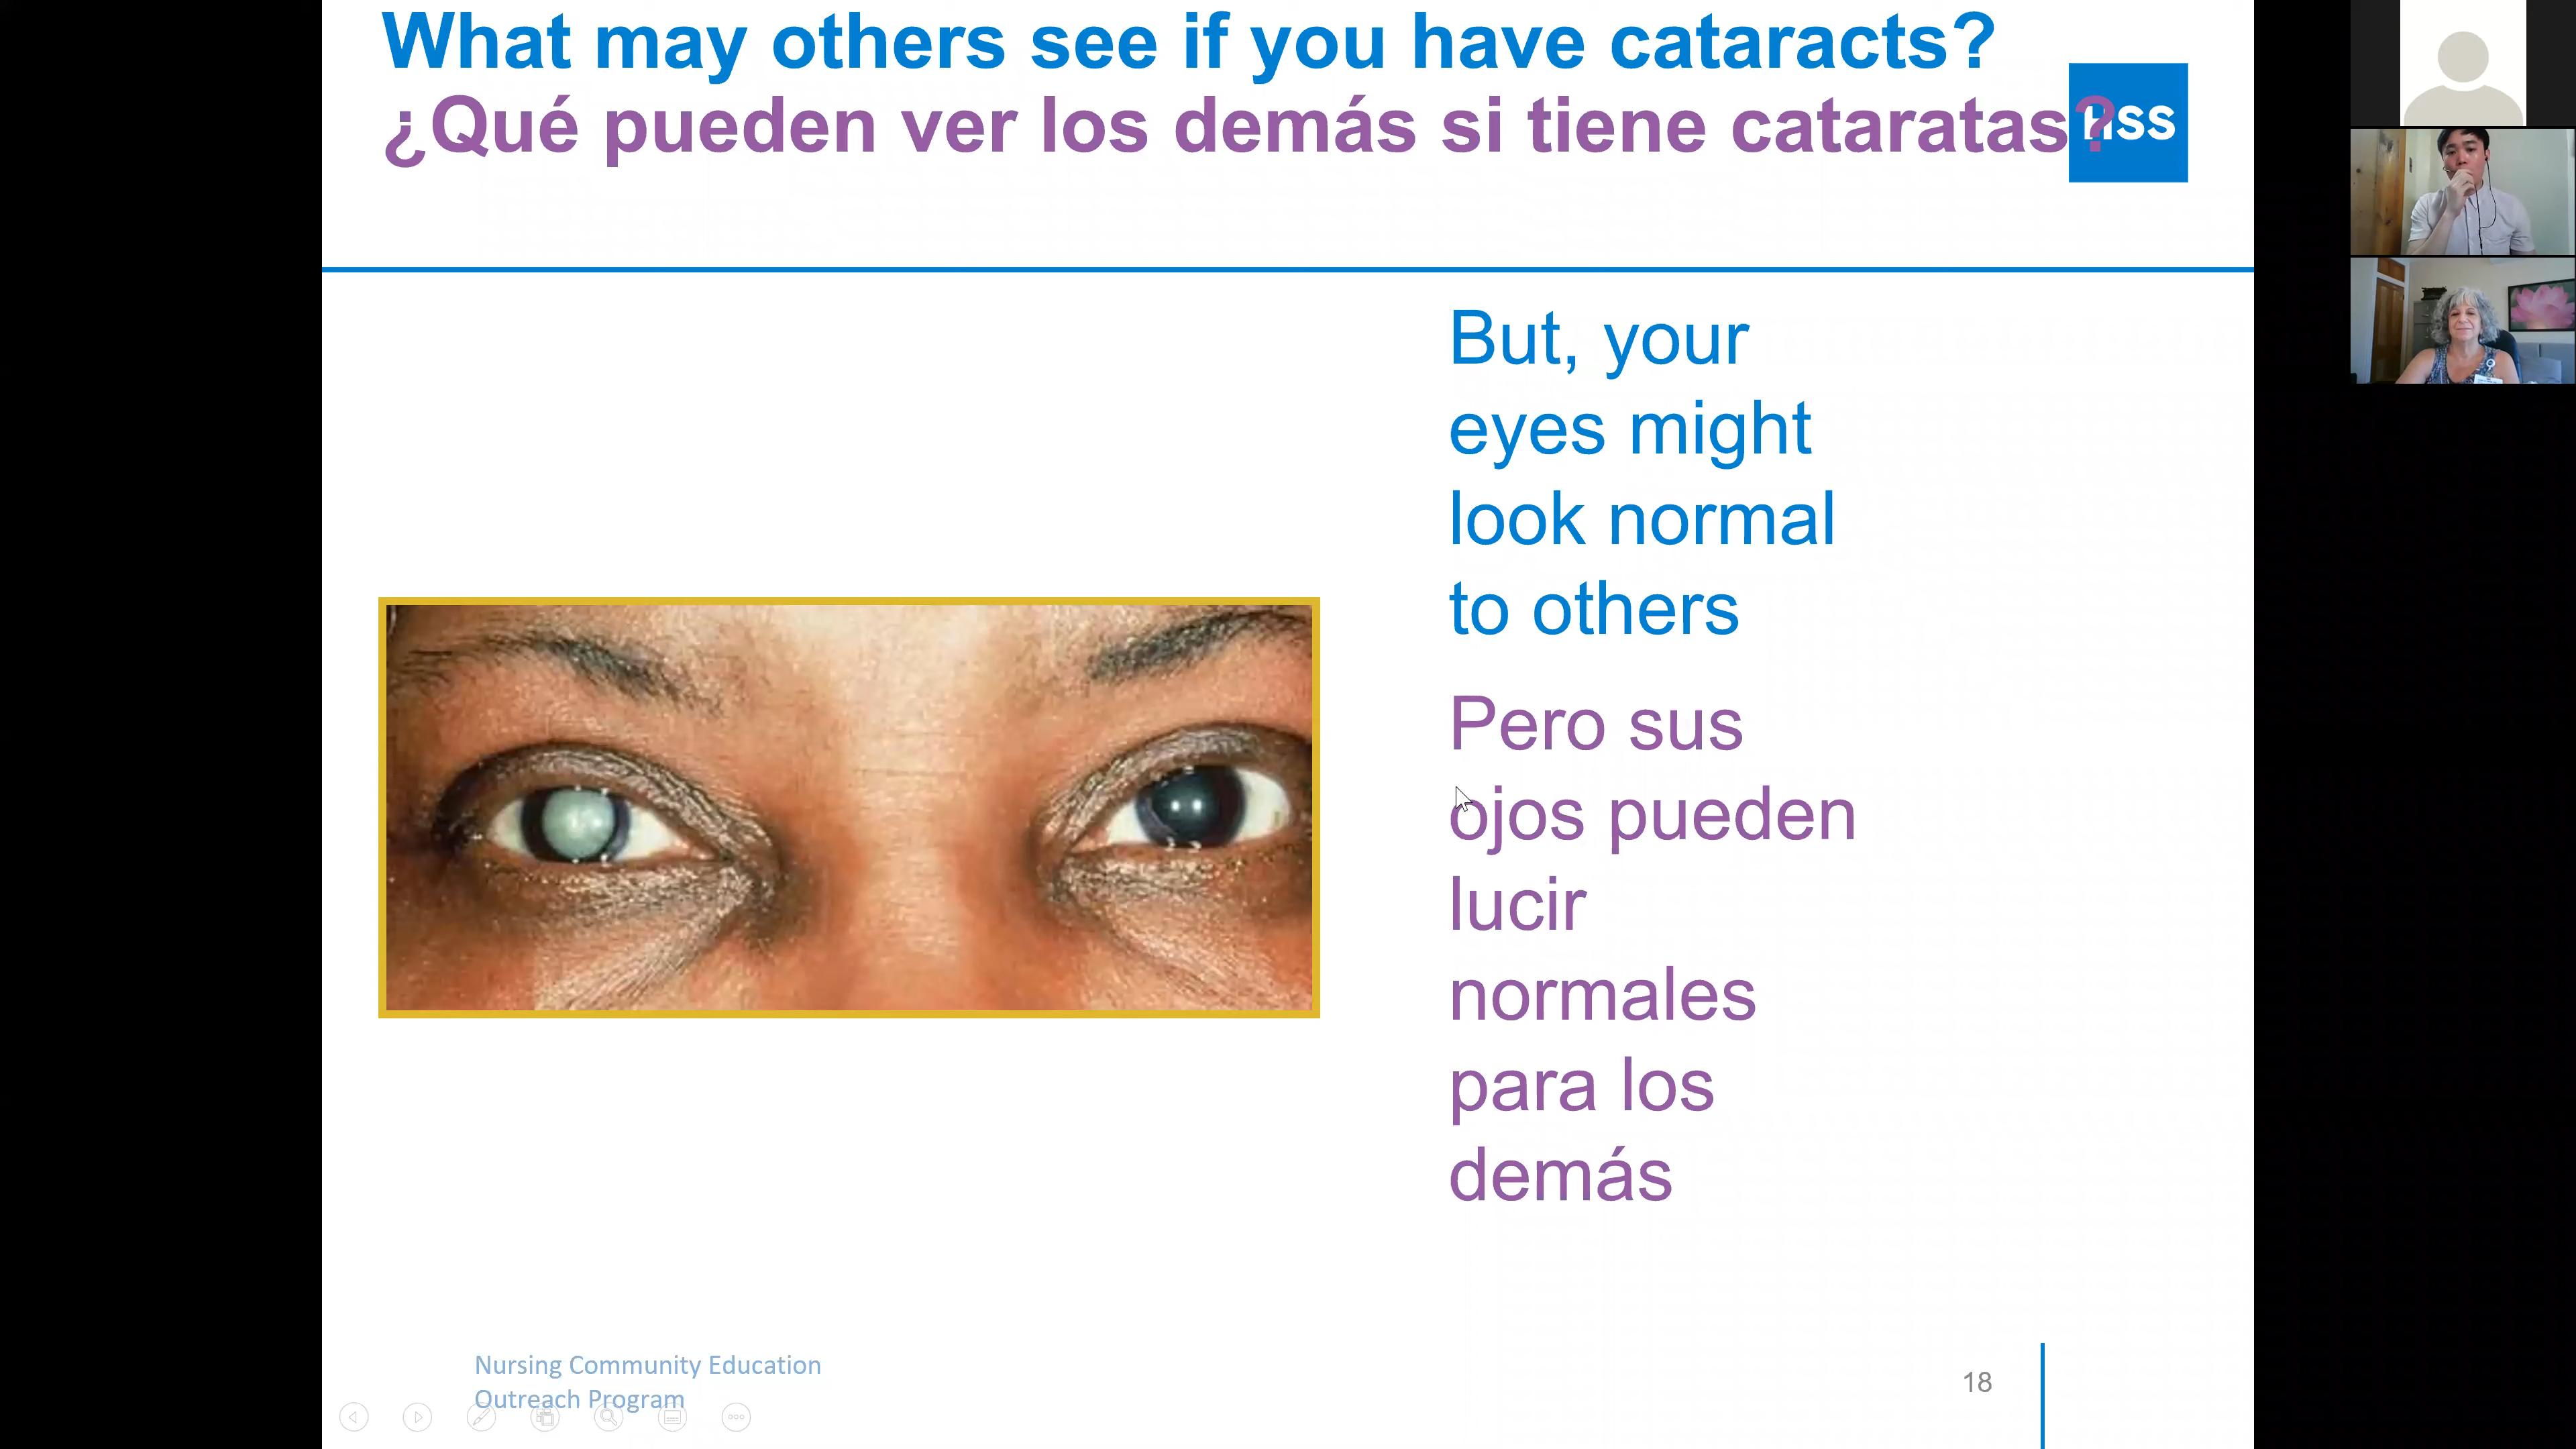 What may others see if you have cataracts?
¿Qué pueden ver los demás si tiene cataratas?
HSS
But, your
eyes might
look normal
to others
Pero sus
ojos pueden
lucir
normales
para los
demás
Nursing Community Education
Outreach Program
18